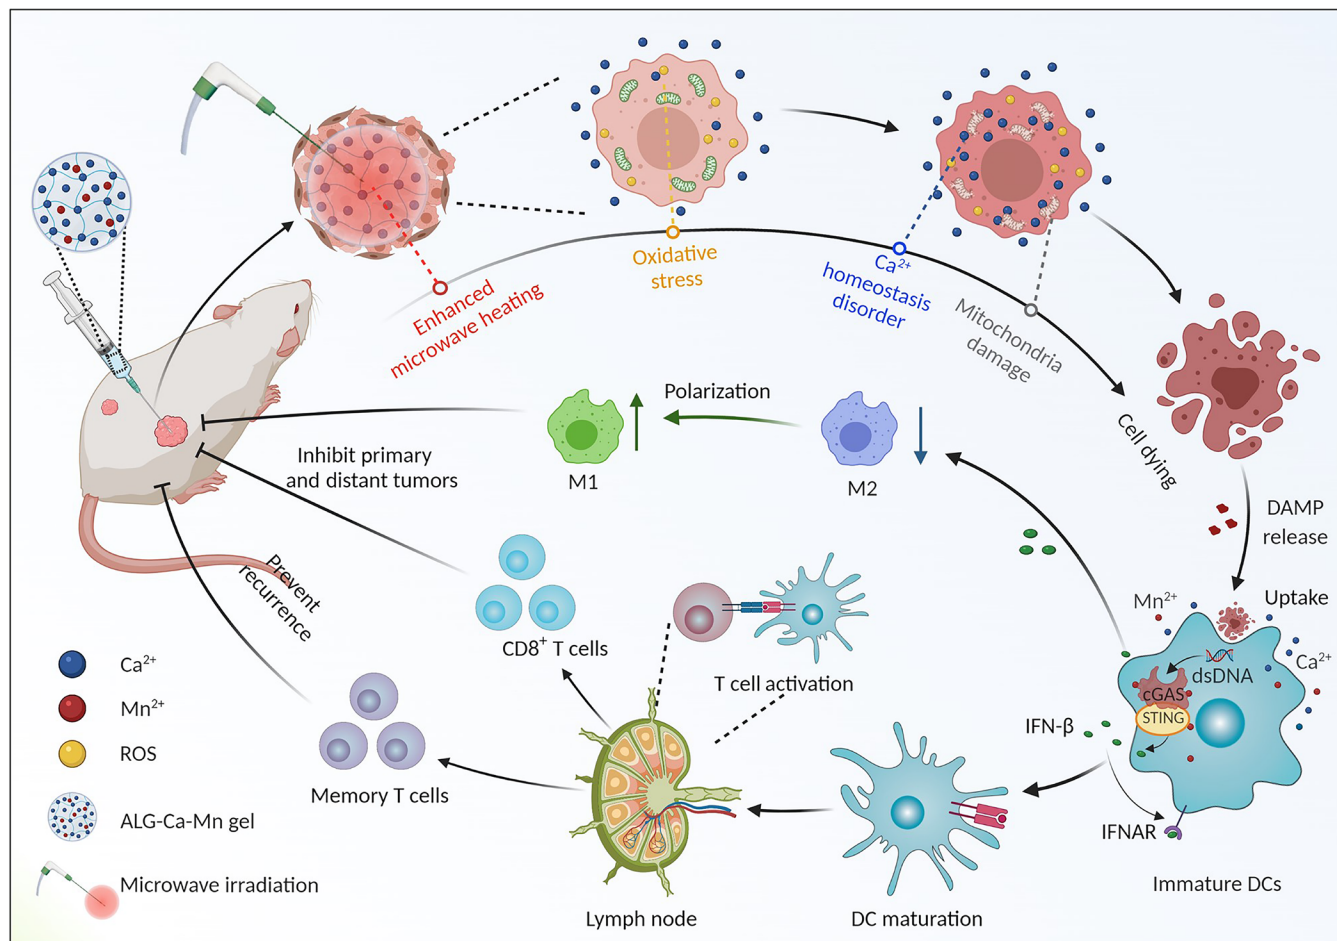 Enhanced
microwave heating
Oxidative
stress
Ca²⁺
homeostasis
disorder
Mitochondria
damage
Cell dying
Polarization
M1
M2
Inhibit primary
and distant tumors
DAMP
release
Prevent
recurrence
Mn²⁺
Uptake
Ca²⁺
dsDNA
cGAS
STING
IFN-β
IFNAR
Immature DCs
CD8⁺ T cells
T cell activation
Memory T cells
Lymph node
DC maturation
Ca²⁺
Mn²⁺
ROS
ALG-Ca-Mn gel
Microwave irradiation